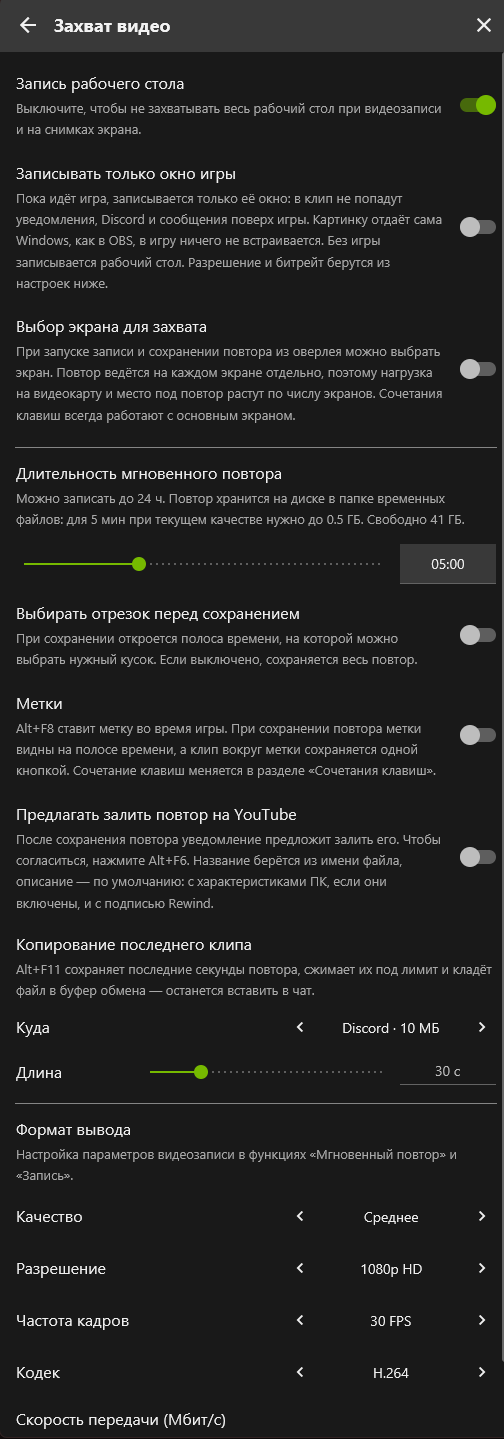 Захват видео
Запись рабочего стола
Выключите, чтобы не захватывать весь рабочий стол при видеозаписи
и на снимках экрана.
Записывать только окно игры
Пока идёт игра, записывается только её окно: в клип не попадут
уведомления, Discord и сообщения поверх игры. Картинку отдаёт сама
Windows, как в OBS, в игру ничего не встраивается. Без игры
записывается рабочий стол. Разрешение и битрейт берутся из
настроек ниже.
Выбор экрана для захвата
При запуске записи и сохранении повтора из оверлея можно выбрать
экран. Повтор ведётся на каждом экране отдельно, поэтому нагрузка
на видеокарту и место под повтор растут по числу экранов. Сочетания
клавиш всегда работают с основным экраном.
Длительность мгновенного повтора
Можно записать до 24 ч. Повтор хранится на диске в папке временных
файлов: для 5 мин при текущем качестве нужно до 0.5 ГБ. Свободно 41 ГБ.
05:00
Выбирать отрезок перед сохранением
При сохранении откроется полоса времени, на которой можно
выбрать нужный кусок. Если выключено, сохраняется весь повтор.
Метки
Alt+F8 ставит метку во время игры. При сохранении повтора метки
видны на полосе времени, а клип вокруг метки сохраняется одной
кнопкой. Сочетание клавиш меняется в разделе «Сочетания клавиш».
Предлагать залить повтор на YouTube
После сохранения повтора уведомление предложит залить его. Чтобы
согласиться, нажмите Alt+F6. Название берётся из имени файла,
описание — по умолчанию: с характеристиками ПК, если они
включены, и с подписью Rewind.
Копирование последнего клипа
Alt+F11 сохраняет последние секунды повтора, сжимает их под лимит и кладёт
файл в буфер обмена — останется вставить в чат.
Куда Discord · 10 МБ
Длина 30 с
Формат вывода
Настройка параметров видеозаписи в функциях «Мгновенный повтор» и
«Запись».
Качество Среднее
Разрешение 1080p HD
Частота кадров 30 FPS
Кодек H.264
Скорость передачи (Мбит/с)